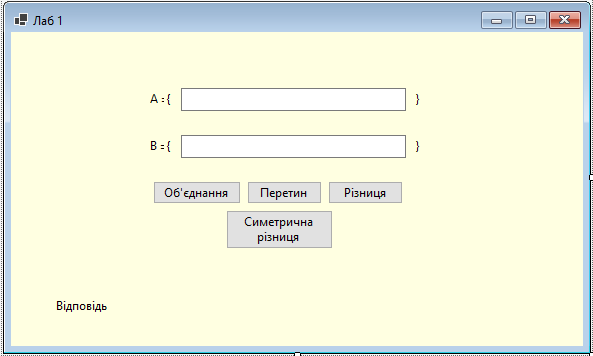 Лаб 1
A = { }
B = { }
Об'єднання Перетин Різниця
Симетрична
різниця
Відповідь